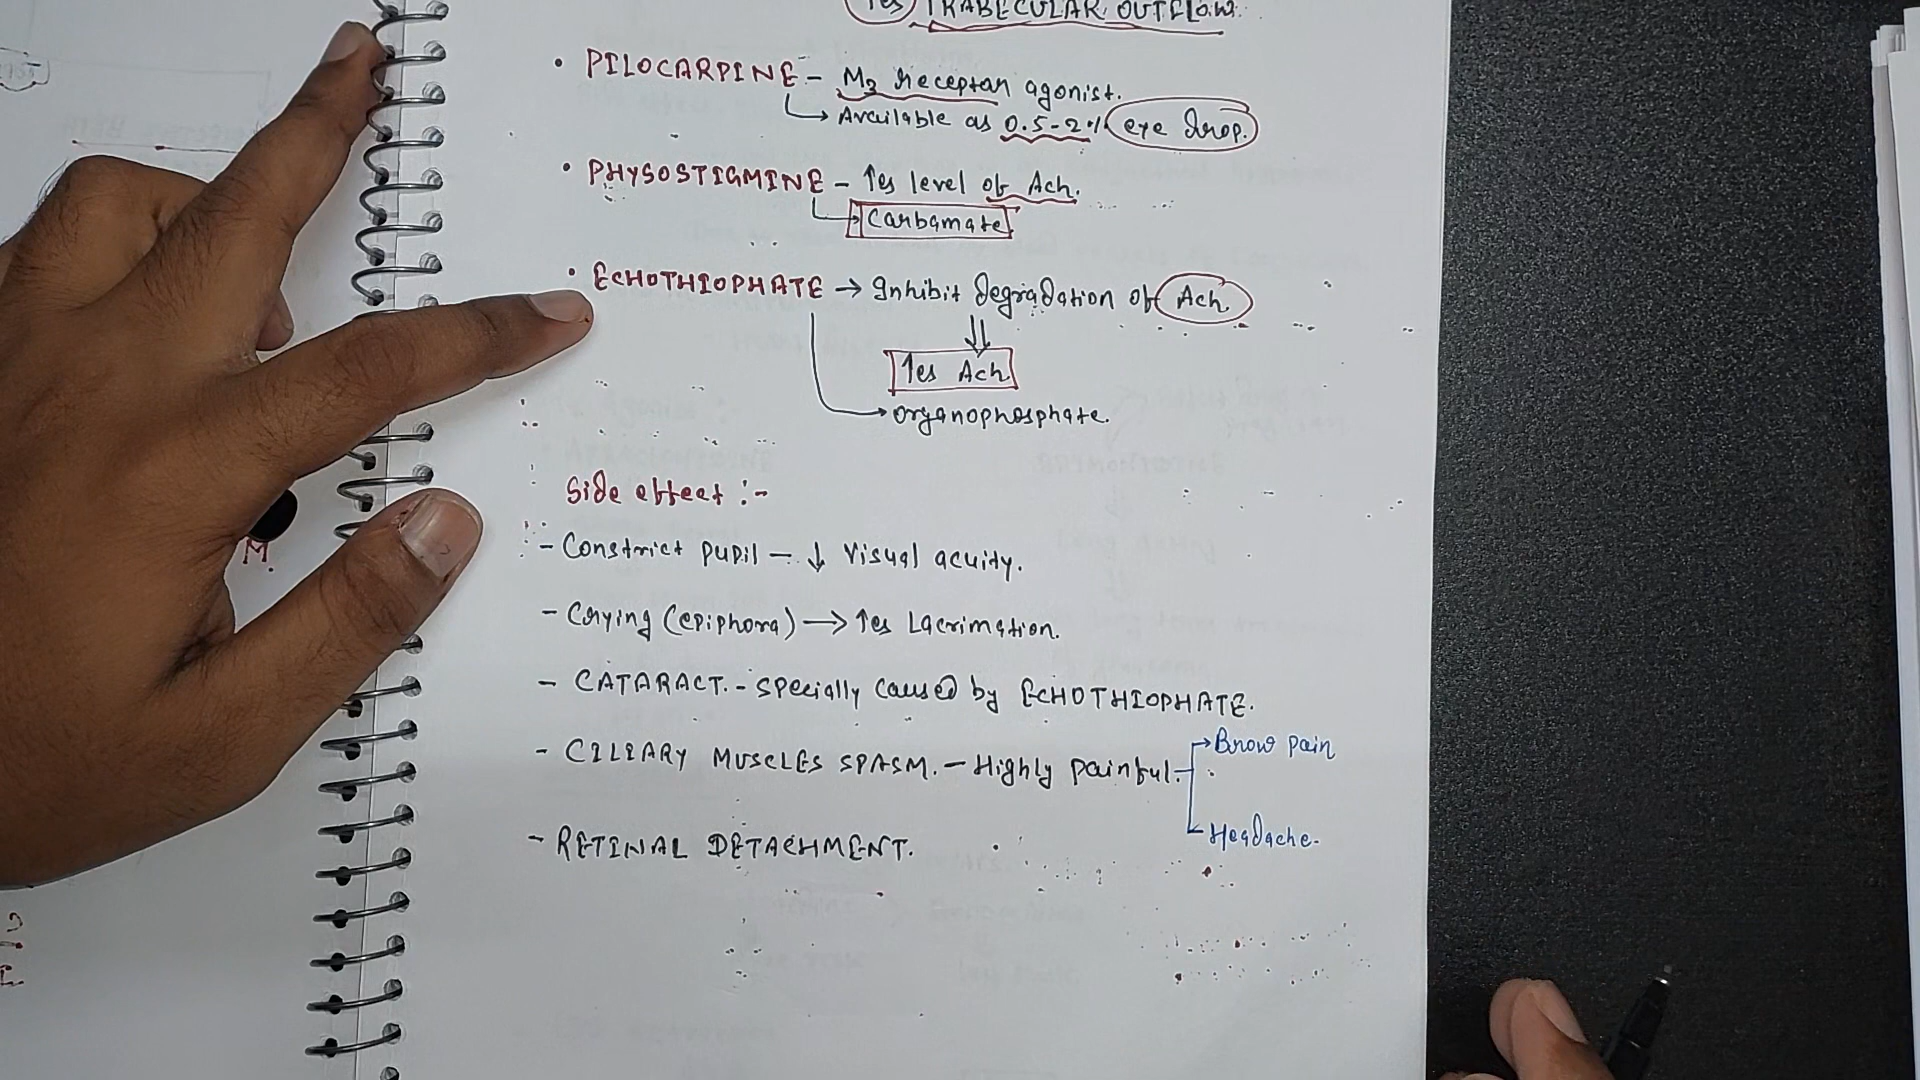 ↑es TRABECULAR OUTFLOW.
• PILOCARPINE - M3 receptor agonist.
→ Available as 0.5-2% eye drop.
• PHYSOSTIGMINE - ↑es level of Ach.
→ Carbamate
• ECHOTHIOPHATE → Inhibit degradation of Ach.
⇓
↑es Ach
→ organophosphate.
Side effect :-
- Constrict pupil - ↓ visual acuity.
- Crying (epiphora) → ↑es Lacrimation.
- CATARACT. - specially caused by ECHOTHIOPHATE.
- CILIARY MUSCLES SPASM. - Highly painful.
→ Brow pain
→ Headache.
- RETINAL DETACHMENT.
M.